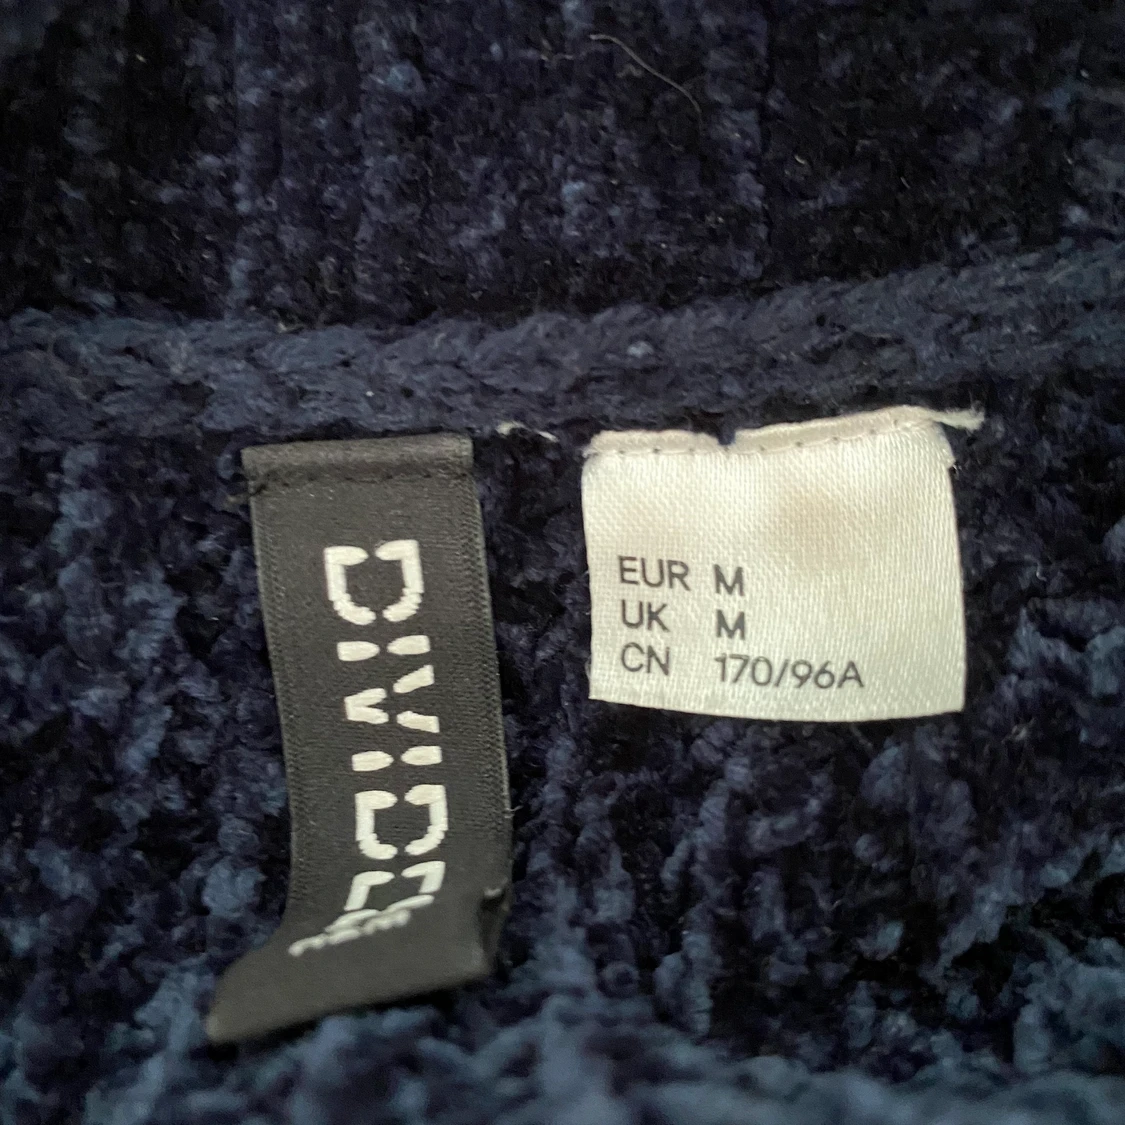 DIVIDED
EUR M
UK M
CN 170/96A